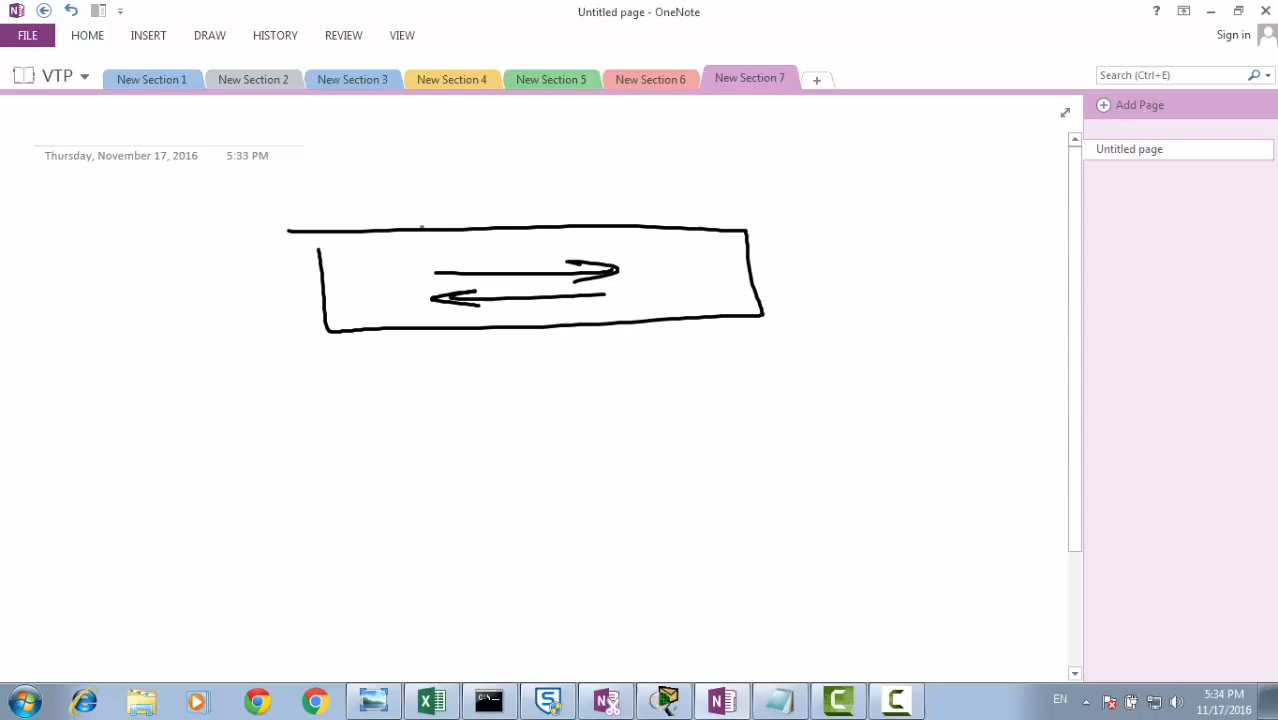 Untitled page - OneNote
?
FILE HOME INSERT DRAW HISTORY REVIEW VIEW
Sign in
VTP
New Section 1 New Section 2 New Section 3 New Section 4 New Section 5 New Section 6 New Section 7
Search (Ctrl+E)
Add Page
Untitled page
Thursday, November 17, 2016 5:33 PM
EN
5:34 PM
11/17/2016